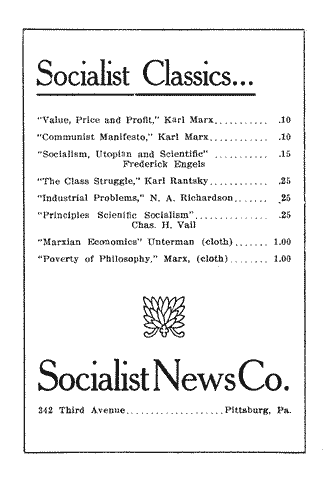 Socialist Classics...
"Value, Price and Profit," Karl Marx........... .10
"Communist Manifesto," Karl Marx........... .10
"Socialism, Utopian and Scientific" ........... .15
Frederick Engels
"The Class Struggle," Karl Rantsky........... .25
"Industrial Problems," N. A. Richardson....... .25
"Principles Scienific Socialism"............... .25
Chas. H. Vail
"Marxian Economics" Unterman (cloth)....... 1.00
"Poverty of Philosophy," Marx, (cloth)........ 1.00
Socialist News Co.
342 Third Avenue....................Pittsburg, Pa.